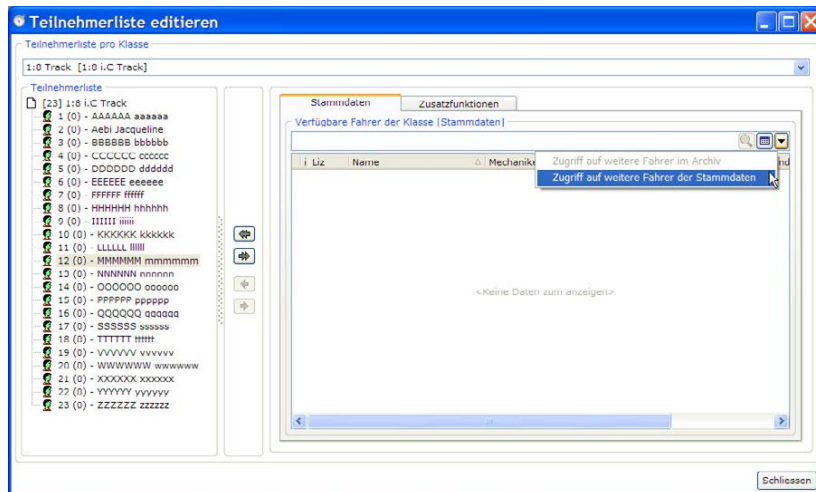 Teilnehmerliste editieren
Teilnehmerliste pro Klasse
1:8 Track [1:8 i.C Track]
Teilnehmerliste
[23] 1:8 i.C Track
1 (0) - AAAAAA aaaaaa
2 (0) - Aebi Jacqueline
3 (0) - BBBBBB bbbbbb
4 (0) - CCCCCC cccccc
5 (0) - DDDDDD dddddd
6 (0) - EEEEEE eeeeee
7 (0) - FFFFFF ffffff
8 (0) - HHHHHH hhhhhh
9 (0) - IIIIII iiiiii
10 (0) - KKKKKK kkkkkk
11 (0) - LLLLLL llllll
12 (0) - MMMMMM mmmmmm
13 (0) - NNNNNN nnnnnn
14 (0) - OOOOOO oooooo
15 (0) - PPPPPP pppppp
16 (0) - QQQQQQ qqqqqq
17 (0) - SSSSSS ssssss
18 (0) - TTTTTT tttttt
19 (0) - VVVVVV vvvvvv
20 (0) - WWWWWW wwwwww
21 (0) - XXXXXX xxxxxx
22 (0) - YYYYYY yyyyyy
23 (0) - ZZZZZZ zzzzzz
Stammdaten Zusatzfunktionen
Verfügbare Fahrer der Klasse [Stammdaten]
i Liz Name Mechanike nd
Zugriff auf weitere Fahrer im Archiv
Zugriff auf weitere Fahrer der Stammdaten
<Keine Daten zum anzeigen>
Schliessen